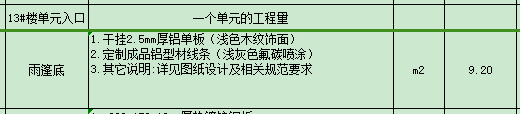 13#楼单元入口 一个单元的工程量
雨篷底
1.干挂2.5mm厚铝单板（浅色木纹饰面）
2.定制成品铝型材线条（浅灰色氟碳喷涂）
3.其它说明:详见图纸设计及相关规范要求
m2 9.20